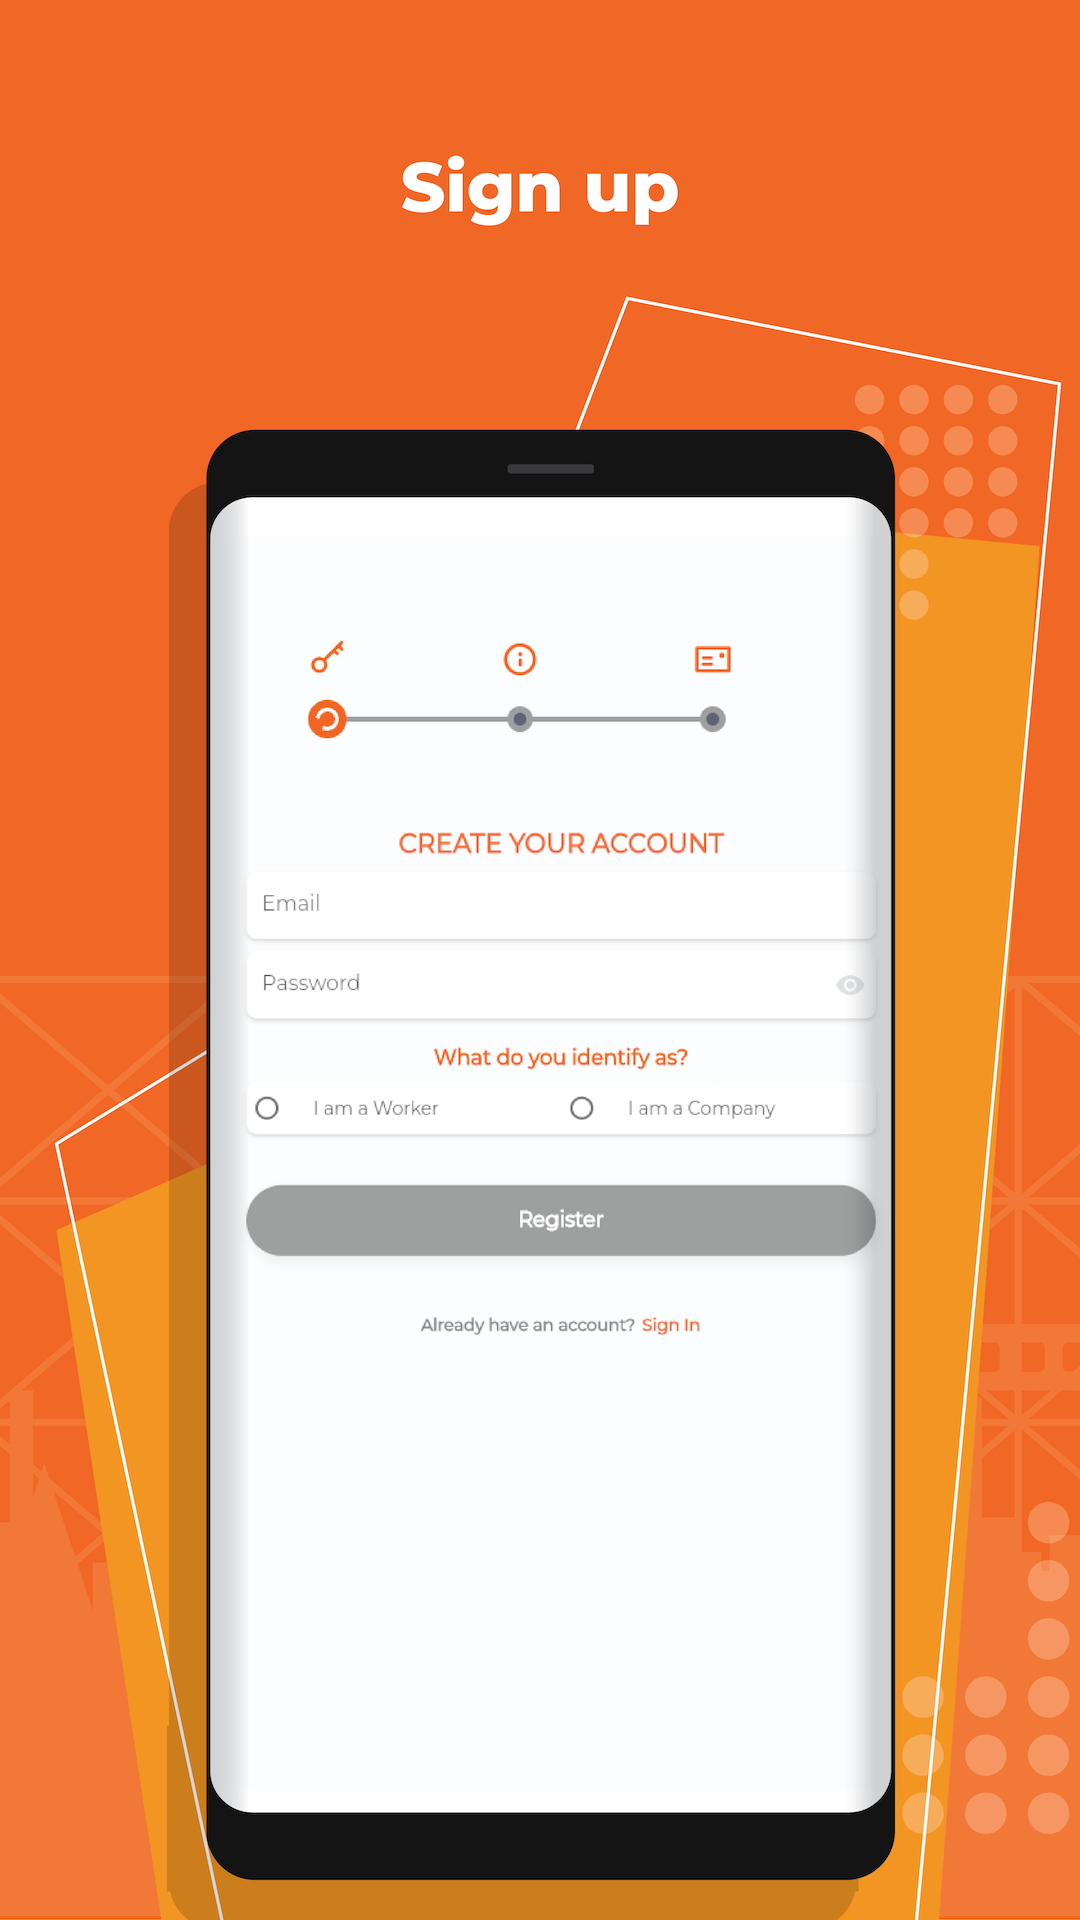 Sign up
CREATE YOUR ACCOUNT
Email
Password
What do you identify as?
I am a Worker
I am a Company
Register
Already have an account? Sign In